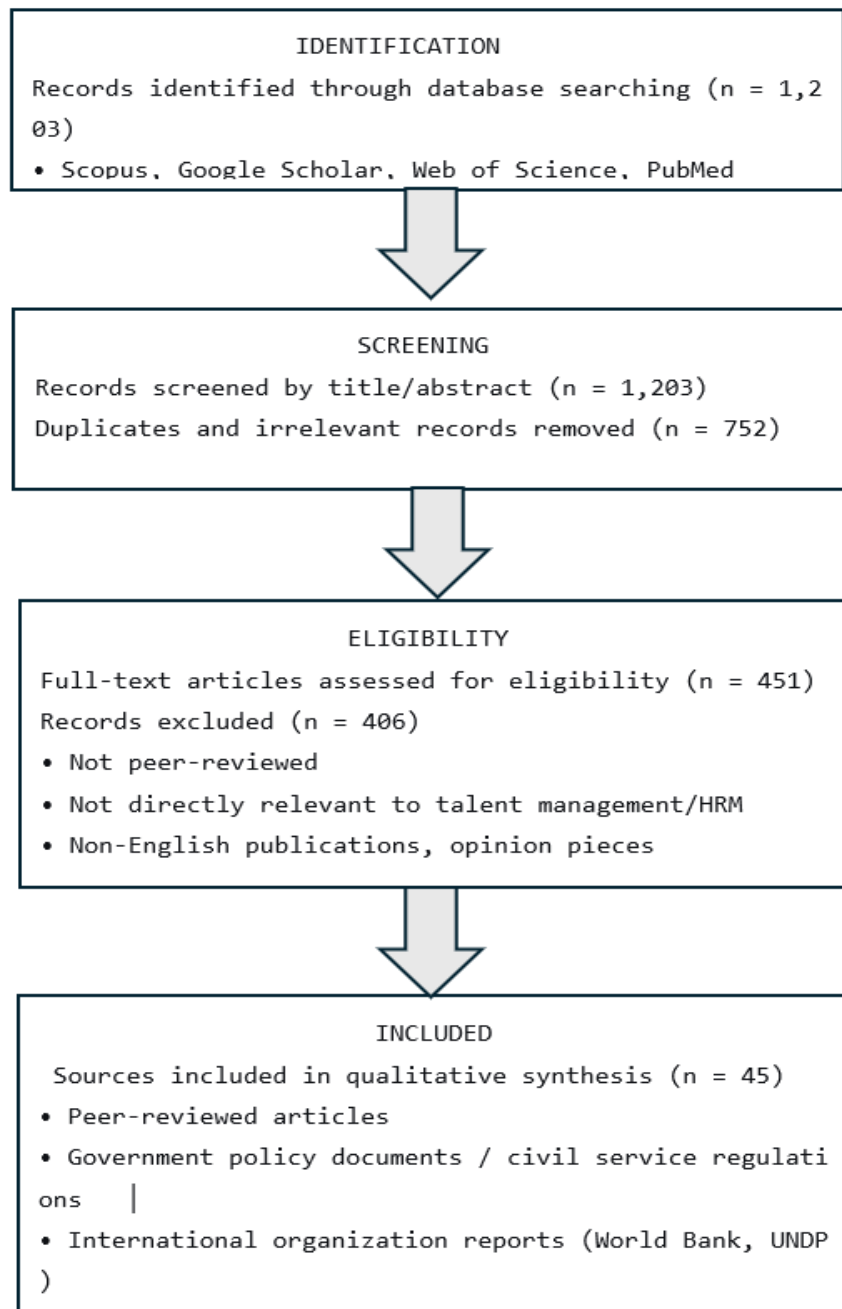 IDENTIFICATION
Records identified through database searching (n = 1,2
03)
• Scopus, Google Scholar, Web of Science, PubMed
SCREENING
Records screened by title/abstract (n = 1,203)
Duplicates and irrelevant records removed (n = 752)
ELIGIBILITY
Full-text articles assessed for eligibility (n = 451)
Records excluded (n = 406)
• Not peer-reviewed
• Not directly relevant to talent management/HRM
• Non-English publications, opinion pieces
INCLUDED
Sources included in qualitative synthesis (n = 45)
• Peer-reviewed articles
• Government policy documents / civil service regulati
ons
• International organization reports (World Bank, UNDP
)